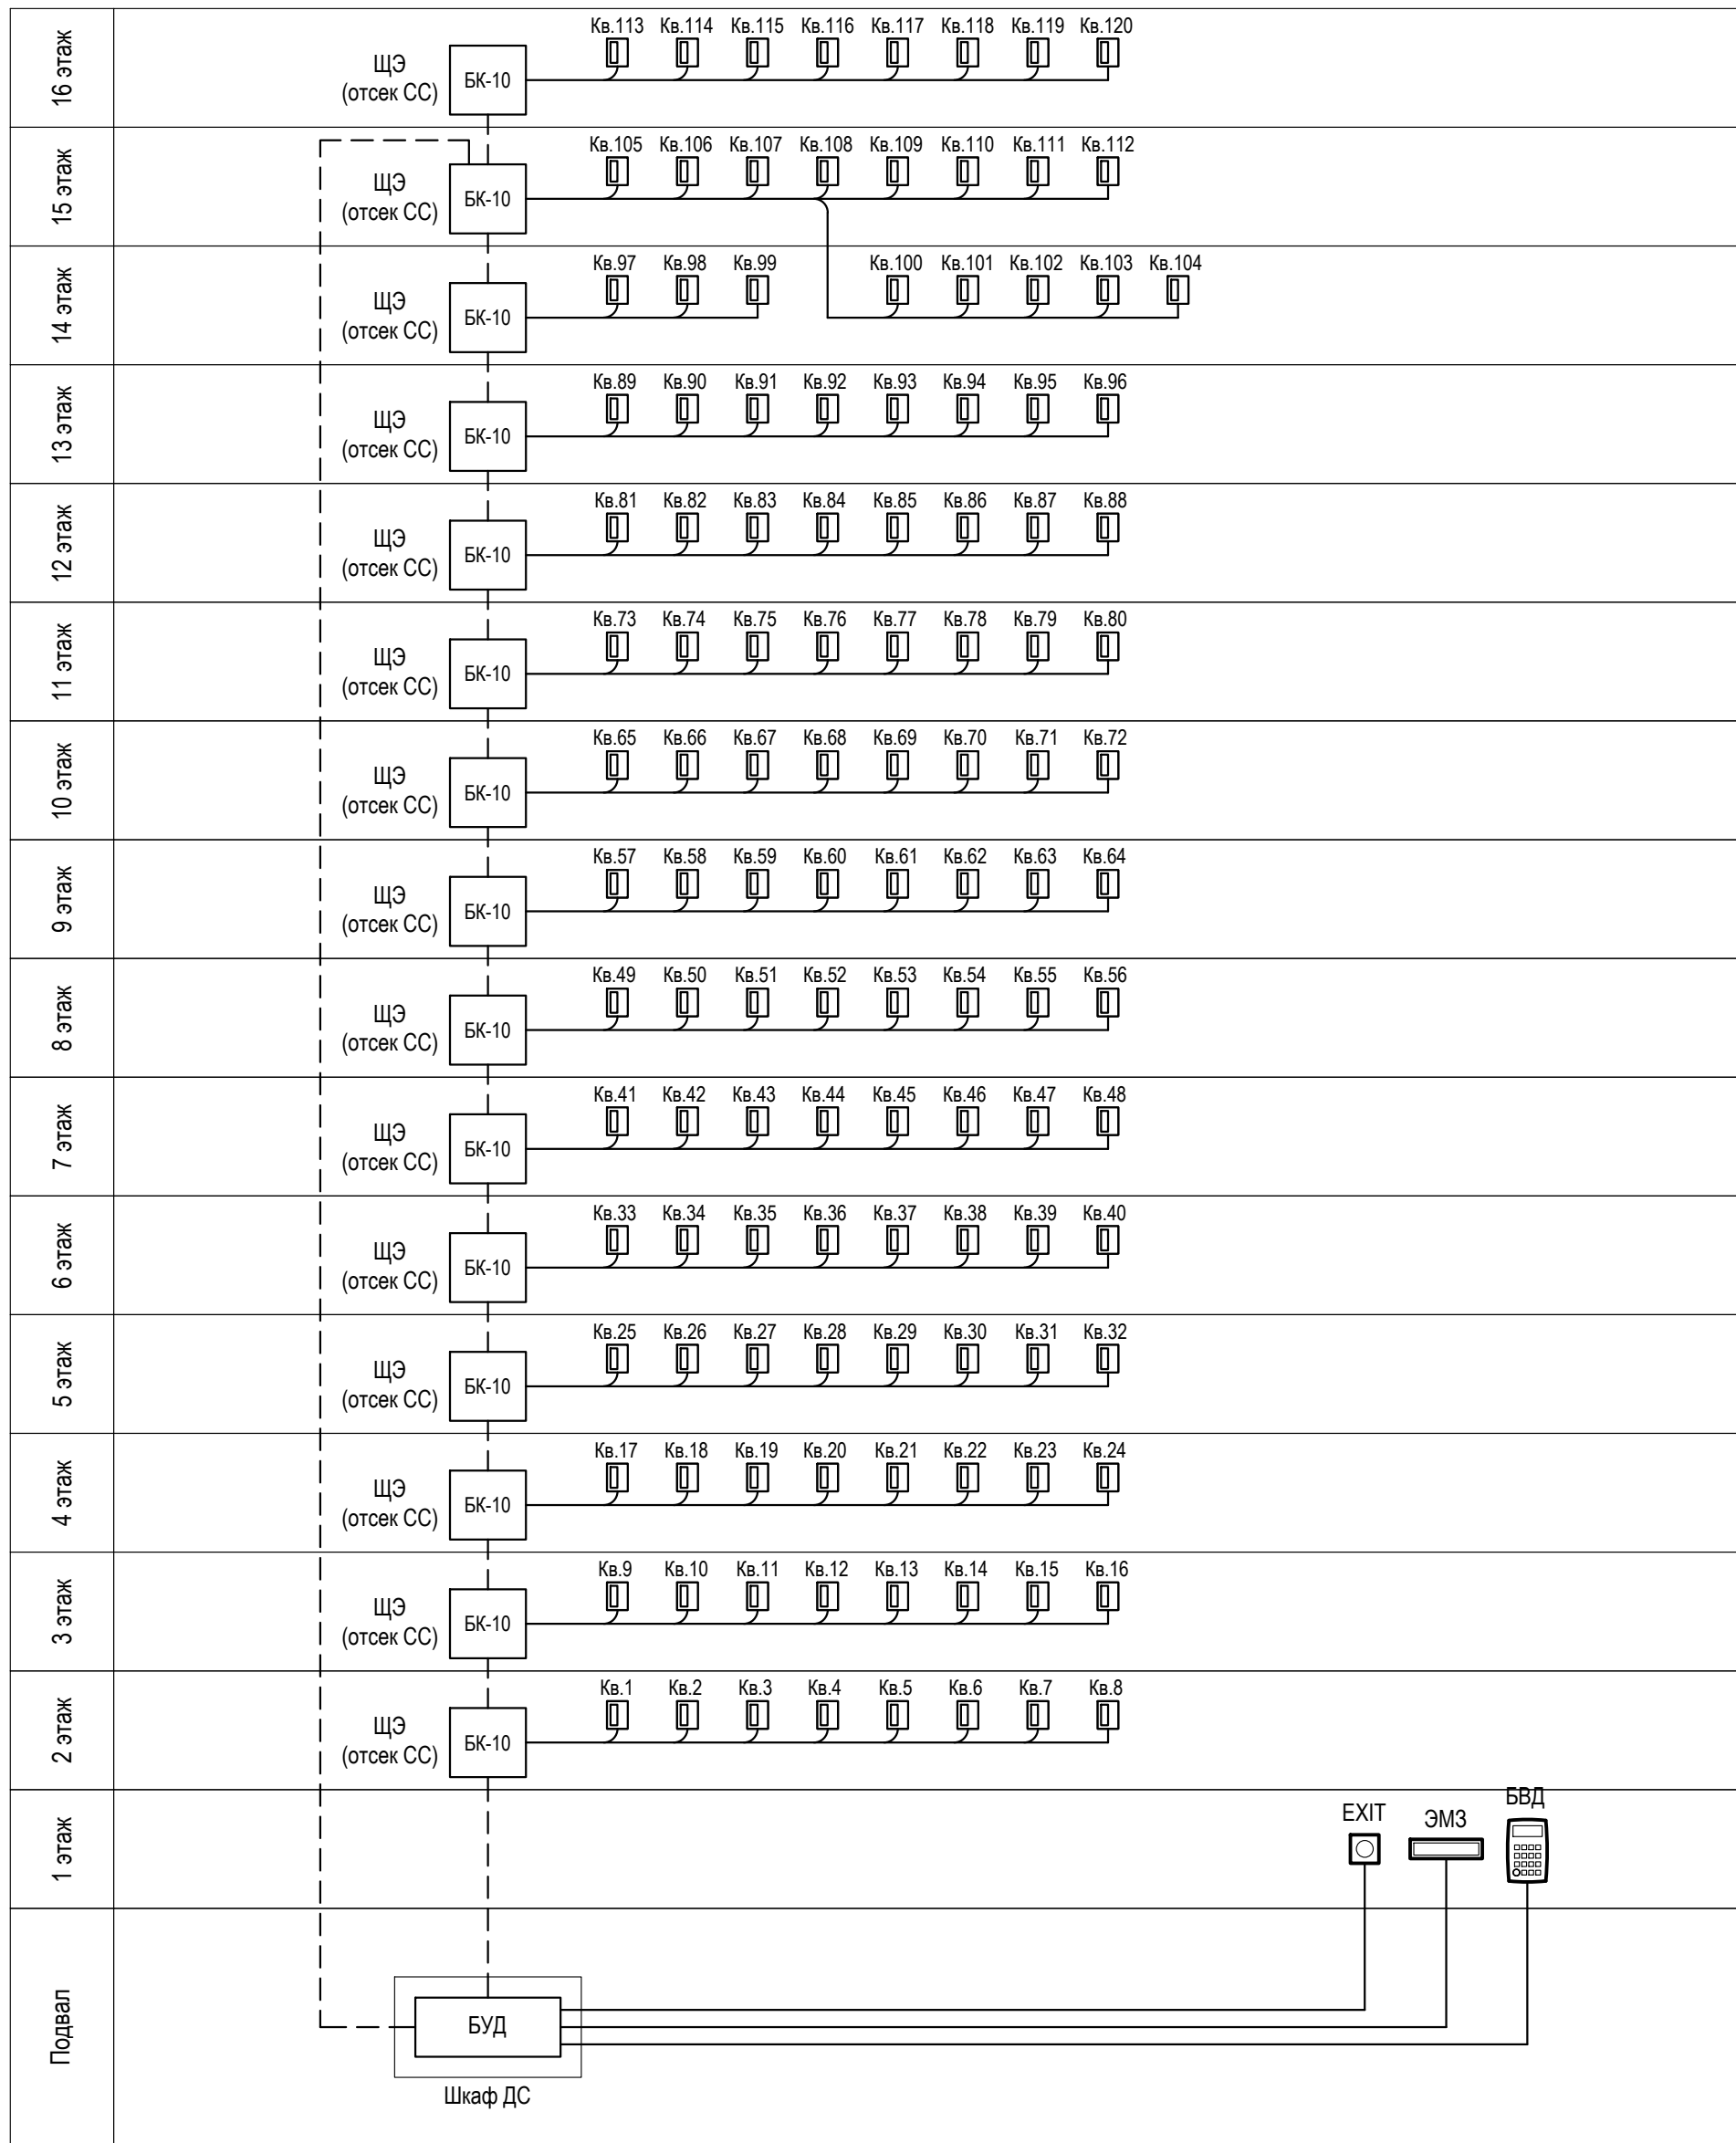 16 этаж
ЩЭ
(отсек СС)
БК-10
Кв.113 Кв.114 Кв.115 Кв.116 Кв.117 Кв.118 Кв.119 Кв.120
15 этаж
ЩЭ
(отсек СС)
БК-10
Кв.105 Кв.106 Кв.107 Кв.108 Кв.109 Кв.110 Кв.111 Кв.112
14 этаж
ЩЭ
(отсек СС)
БК-10
Кв.97 Кв.98 Кв.99 Кв.100 Кв.101 Кв.102 Кв.103 Кв.104
13 этаж
ЩЭ
(отсек СС)
БК-10
Кв.89 Кв.90 Кв.91 Кв.92 Кв.93 Кв.94 Кв.95 Кв.96
12 этаж
ЩЭ
(отсек СС)
БК-10
Кв.81 Кв.82 Кв.83 Кв.84 Кв.85 Кв.86 Кв.87 Кв.88
11 этаж
ЩЭ
(отсек СС)
БК-10
Кв.73 Кв.74 Кв.75 Кв.76 Кв.77 Кв.78 Кв.79 Кв.80
10 этаж
ЩЭ
(отсек СС)
БК-10
Кв.65 Кв.66 Кв.67 Кв.68 Кв.69 Кв.70 Кв.71 Кв.72
9 этаж
ЩЭ
(отсек СС)
БК-10
Кв.57 Кв.58 Кв.59 Кв.60 Кв.61 Кв.62 Кв.63 Кв.64
8 этаж
ЩЭ
(отсек СС)
БК-10
Кв.49 Кв.50 Кв.51 Кв.52 Кв.53 Кв.54 Кв.55 Кв.56
7 этаж
ЩЭ
(отсек СС)
БК-10
Кв.41 Кв.42 Кв.43 Кв.44 Кв.45 Кв.46 Кв.47 Кв.48
6 этаж
ЩЭ
(отсек СС)
БК-10
Кв.33 Кв.34 Кв.35 Кв.36 Кв.37 Кв.38 Кв.39 Кв.40
5 этаж
ЩЭ
(отсек СС)
БК-10
Кв.25 Кв.26 Кв.27 Кв.28 Кв.29 Кв.30 Кв.31 Кв.32
4 этаж
ЩЭ
(отсек СС)
БК-10
Кв.17 Кв.18 Кв.19 Кв.20 Кв.21 Кв.22 Кв.23 Кв.24
3 этаж
ЩЭ
(отсек СС)
БК-10
Кв.9 Кв.10 Кв.11 Кв.12 Кв.13 Кв.14 Кв.15 Кв.16
2 этаж
ЩЭ
(отсек СС)
БК-10
Кв.1 Кв.2 Кв.3 Кв.4 Кв.5 Кв.6 Кв.7 Кв.8
1 этаж
EXIT ЭМЗ БВД
Подвал
БУД
Шкаф ДС